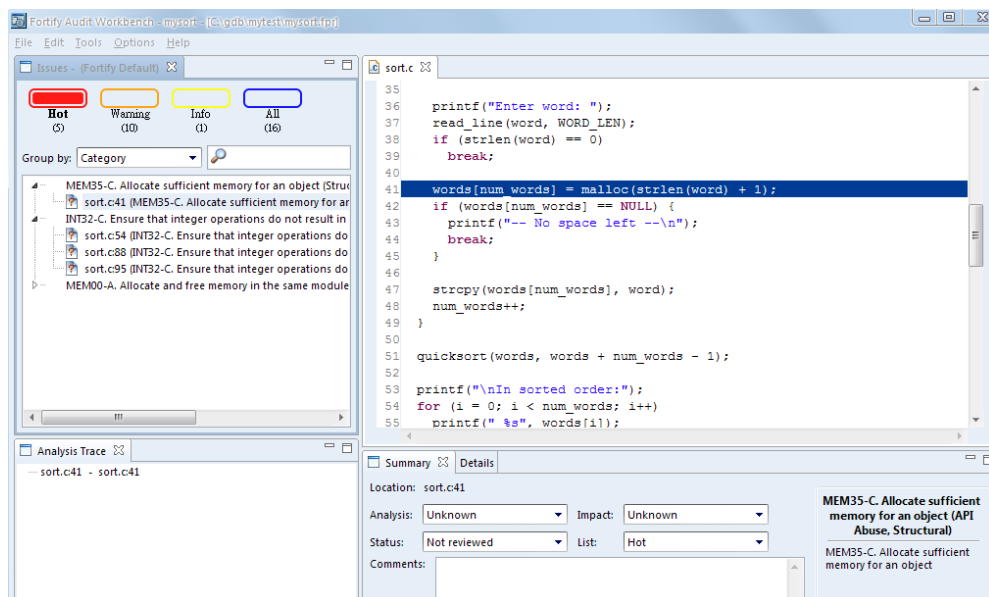 Fortify Audit Workbench - mysort - [C:\gdb\mytest\mysort.fpr]
File Edit Tools Options Help
Issues - (Fortify Default)
Hot
(5)
Warning
(10)
Info
(1)
All
(16)
Group by: Category
MEM35-C. Allocate sufficient memory for an object (Struc
sort.c:41 (MEM35-C. Allocate sufficient memory for ar
INT32-C. Ensure that integer operations do not result in
sort.c:54 (INT32-C. Ensure that integer operations do
sort.c:88 (INT32-C. Ensure that integer operations do
sort.c:95 (INT32-C. Ensure that integer operations do
MEM00-A. Allocate and free memory in the same module
sort.c
35
36 printf("Enter word: ");
37 read_line(word, WORD_LEN);
38 if (strlen(word) == 0)
39 break;
40
41 words[num_words] = malloc(strlen(word) + 1);
42 if (words[num_words] == NULL) {
43 printf("-- No space left --\n");
44 break;
45 }
46
47 strcpy(words[num_words], word);
48 num_words++;
49 }
50
51 quicksort(words, words + num_words - 1);
52
53 printf("\nIn sorted order:");
54 for (i = 0; i < num_words; i++)
55 printf(" %s", words[i]);
Analysis Trace
sort.c:41 - sort.c:41
Summary Details
Location: sort.c:41
Analysis: Unknown Impact: Unknown
Status: Not reviewed List: Hot
Comments:
MEM35-C. Allocate sufficient
memory for an object (API
Abuse, Structural)
MEM35-C. Allocate sufficient
memory for an object